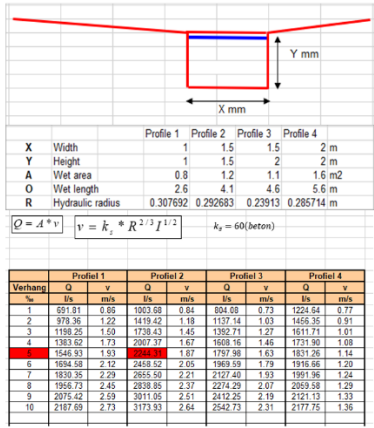 Y mm
X mm
Profile 1 Profile 2 Profile 3 Profile 4
X Width 1 1.5 1.5 2 m
Y Height 1 1.5 2 2 m
A Wet area 0.8 1.2 1.1 1.6 m2
O Wet length 2.6 4.1 4.6 5.6 m
R Hydraulic radius 0.307692 0.292683 0.23913 0.285714 m
Q = A * v v = k_s * R^2/3 I^1/2 k_s = 60(beton)
Profiel 1 Profiel 2 Profiel 3 Profiel 4
Verhang Q v Q v Q v Q v
‰ l/s m/s l/s m/s l/s m/s l/s m/s
1 691.81 0.86 1003.68 0.84 804.08 0.73 1224.64 0.77
2 978.36 1.22 1419.42 1.18 1137.14 1.03 1456.35 0.91
3 1198.25 1.50 1738.43 1.45 1392.71 1.27 1611.71 1.01
4 1383.62 1.73 2007.37 1.67 1608.16 1.46 1731.90 1.08
5 1546.93 1.93 2244.31 1.87 1797.98 1.63 1831.26 1.14
6 1694.58 2.12 2458.52 2.05 1969.59 1.79 1916.66 1.20
7 1830.35 2.29 2655.50 2.21 2127.40 1.93 1991.96 1.24
8 1956.73 2.45 2838.85 2.37 2274.29 2.07 2059.58 1.29
9 2075.42 2.59 3011.05 2.51 2412.25 2.19 2121.13 1.33
10 2187.69 2.73 3173.93 2.64 2542.73 2.31 2177.75 1.36